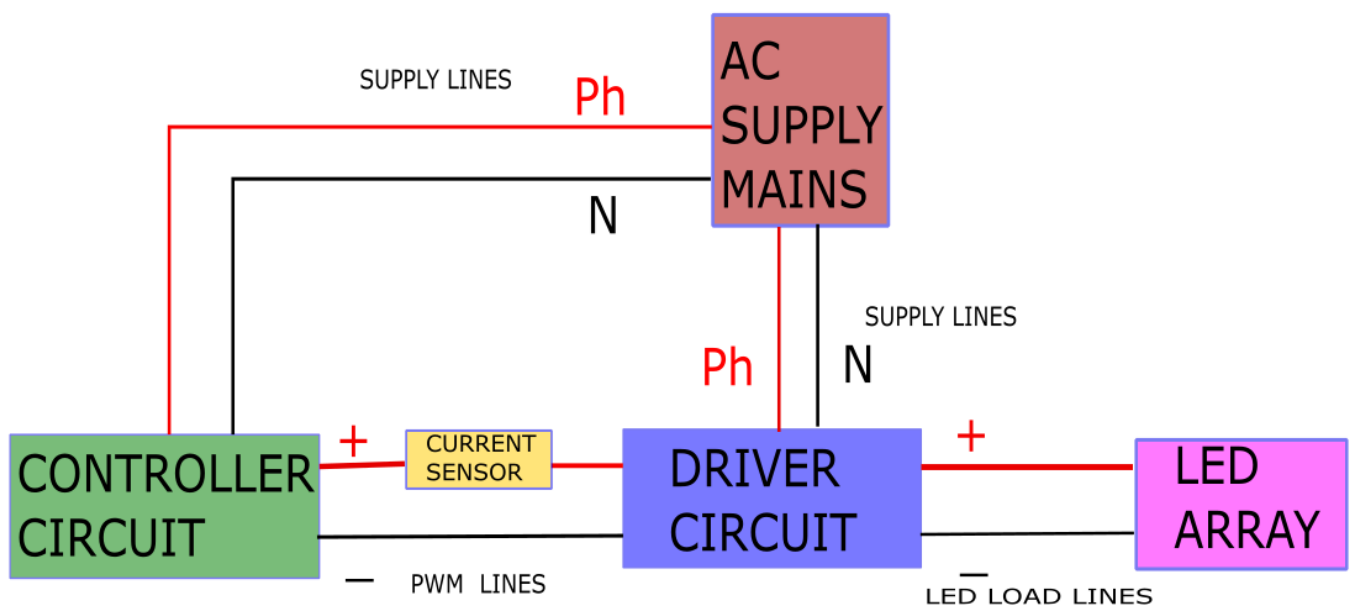 AC
SUPPLY
MAINS
SUPPLY LINES
Ph
N
SUPPLY LINES
Ph
N
CONTROLLER
CIRCUIT
+
CURRENT
SENSOR
DRIVER
CIRCUIT
+
LED
ARRAY
–
PWM LINES
–
LED LOAD LINES